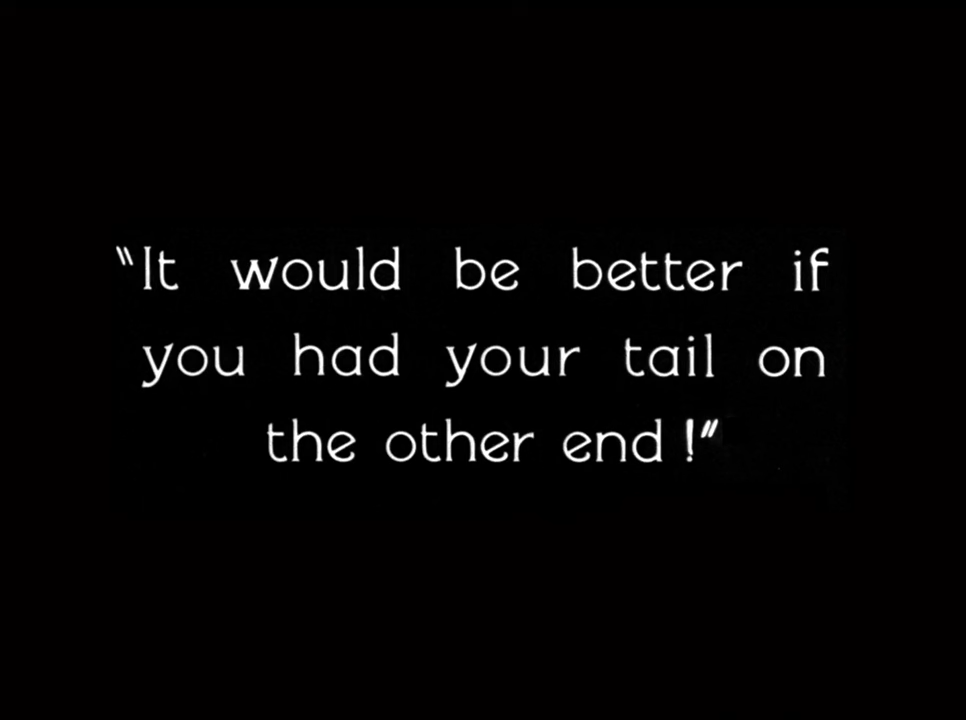 "It would be better if
you had your tail on
the other end!"